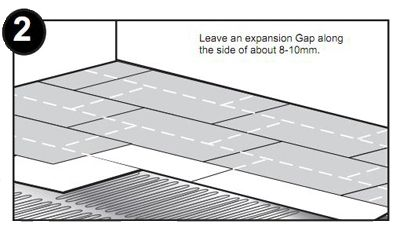 2
Leave an expansion Gap along
the side of about 8-10mm.